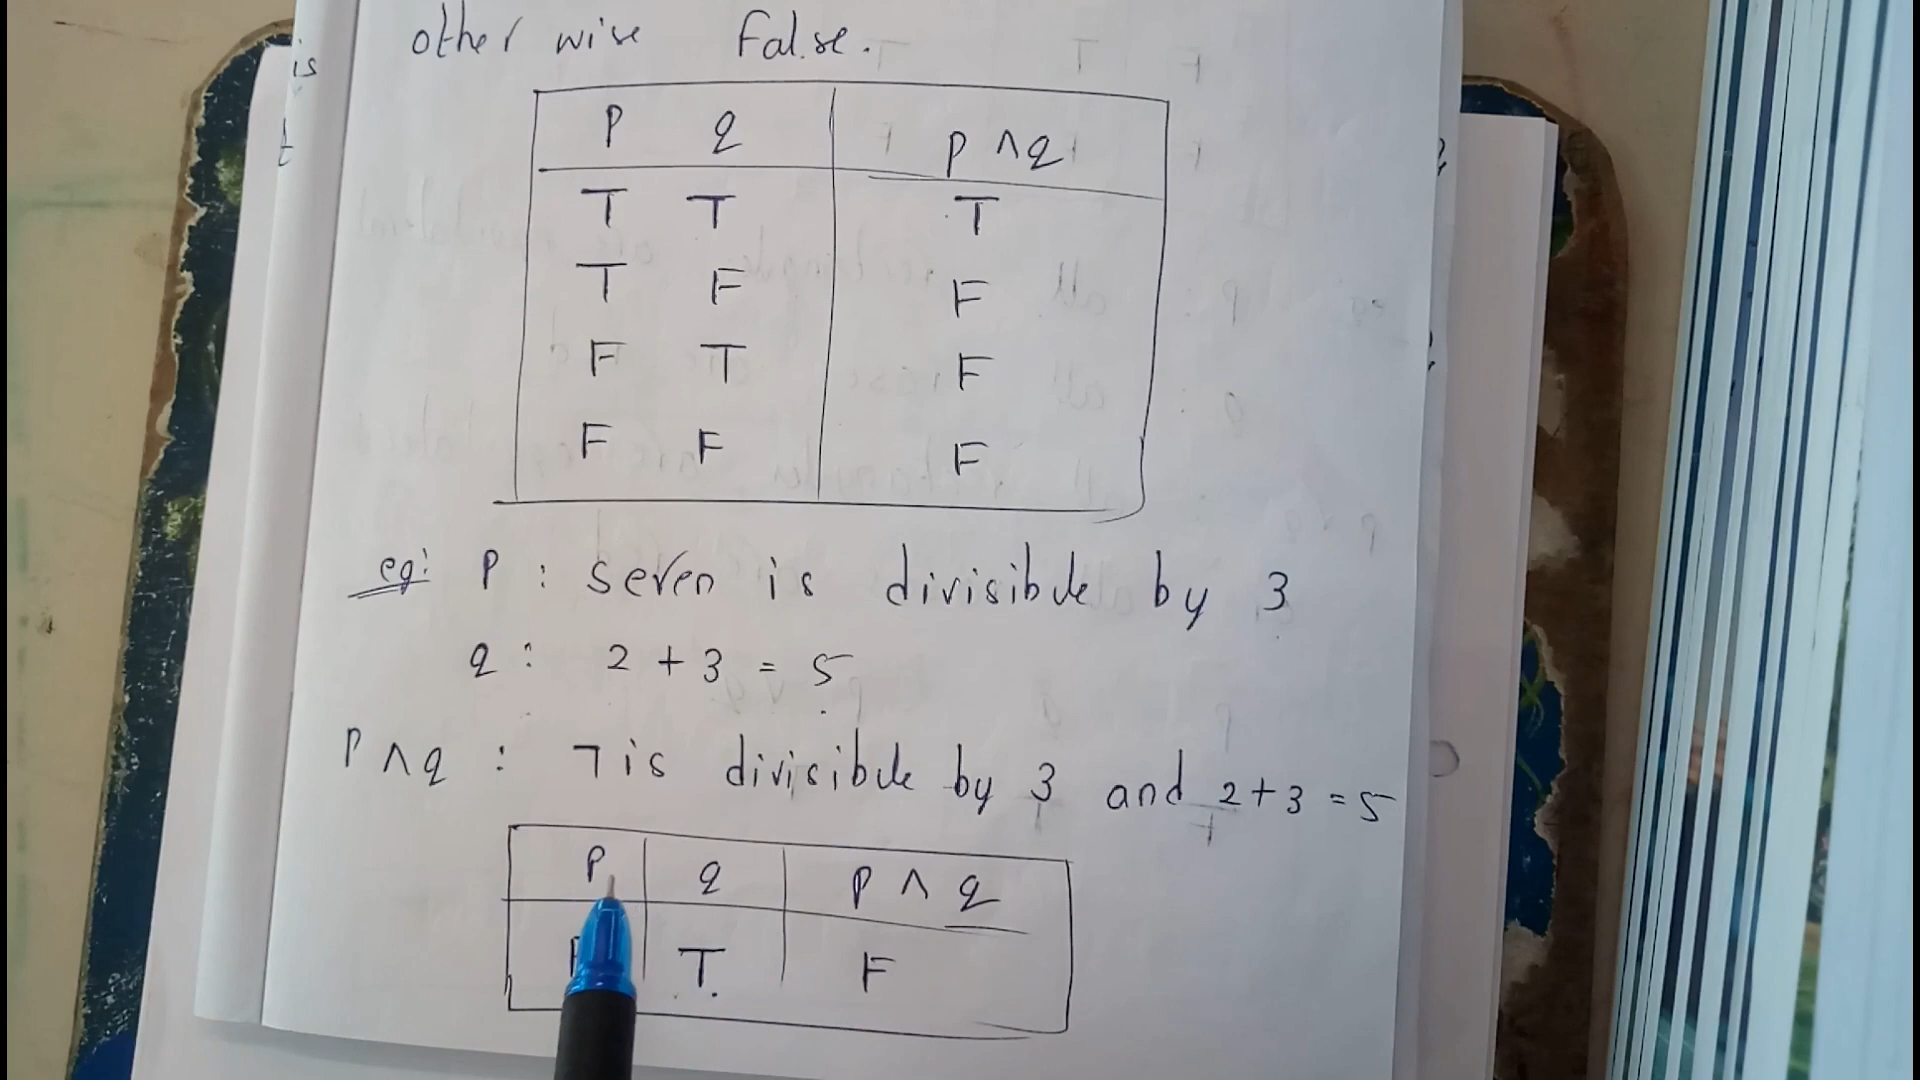 other wise false.
P q P ∧ q
T T T
T F F
F T F
F F F
eg: P : seven is divisible by 3
q : 2 + 3 = 5
P ∧ q : 7 is divisible by 3 and 2+3 = 5
P q P ∧ q
F T. F